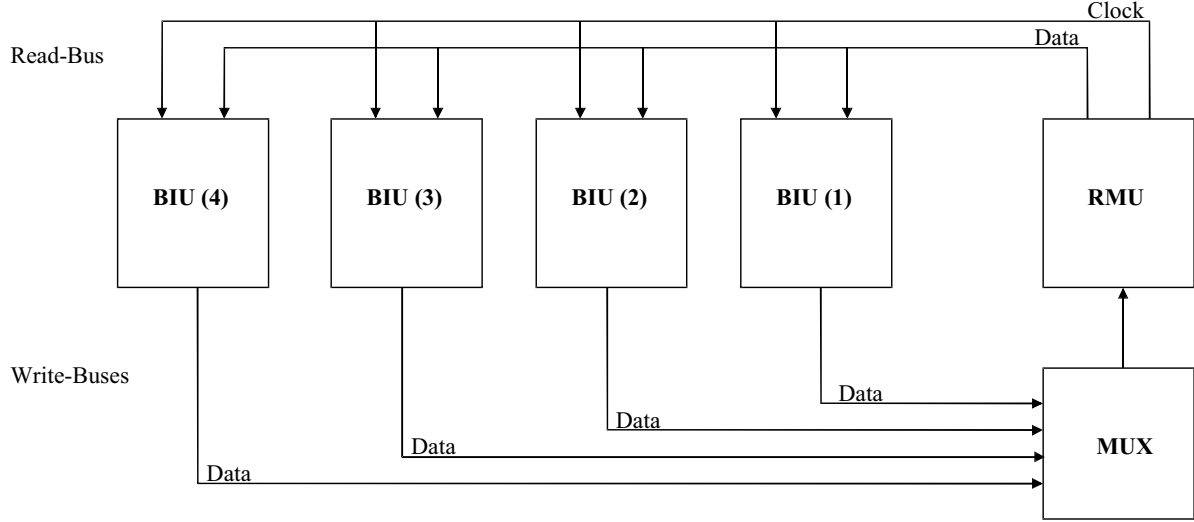 Clock
Data
Read-Bus
BIU (4)
BIU (3)
BIU (2)
BIU (1)
RMU
Write-Buses
Data
Data
Data
Data
MUX